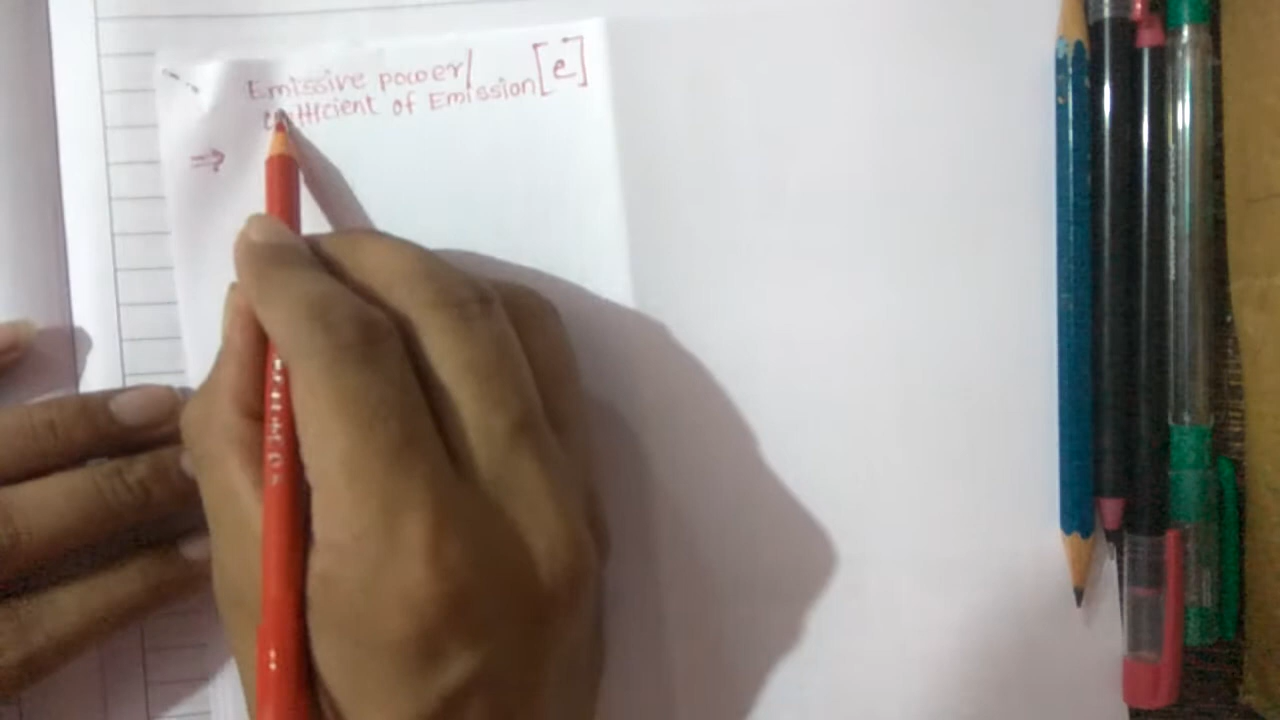 Emissive power/
coefficient of Emission [e]
⇒